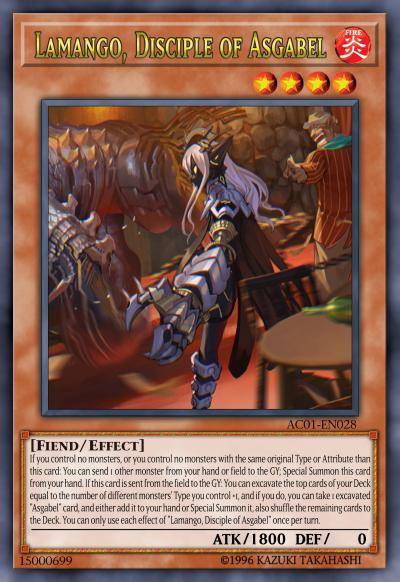 LAMANGO, DISCIPLE OF ASGABEL
FIRE
炎
AC01-EN028
[FIEND/EFFECT]
If you control no monsters, or you control no monsters with the same original Type or Attribute than
this card: You can send 1 other monster from your hand or field to the GY; Special Summon this card
from your hand. If this card is sent from the field to the GY: You can excavate the top cards of your Deck
equal to the number of different monsters' Type you control +1, and if you do, you can take 1 excavated
"Asgabel" card, and either add it to your hand or Special Summon it, also shuffle the remaining cards to
the Deck. You can only use each effect of "Lamango, Disciple of Asgabel" once per turn.
ATK/1800 DEF/ 0
15000699
©1996 KAZUKI TAKAHASHI